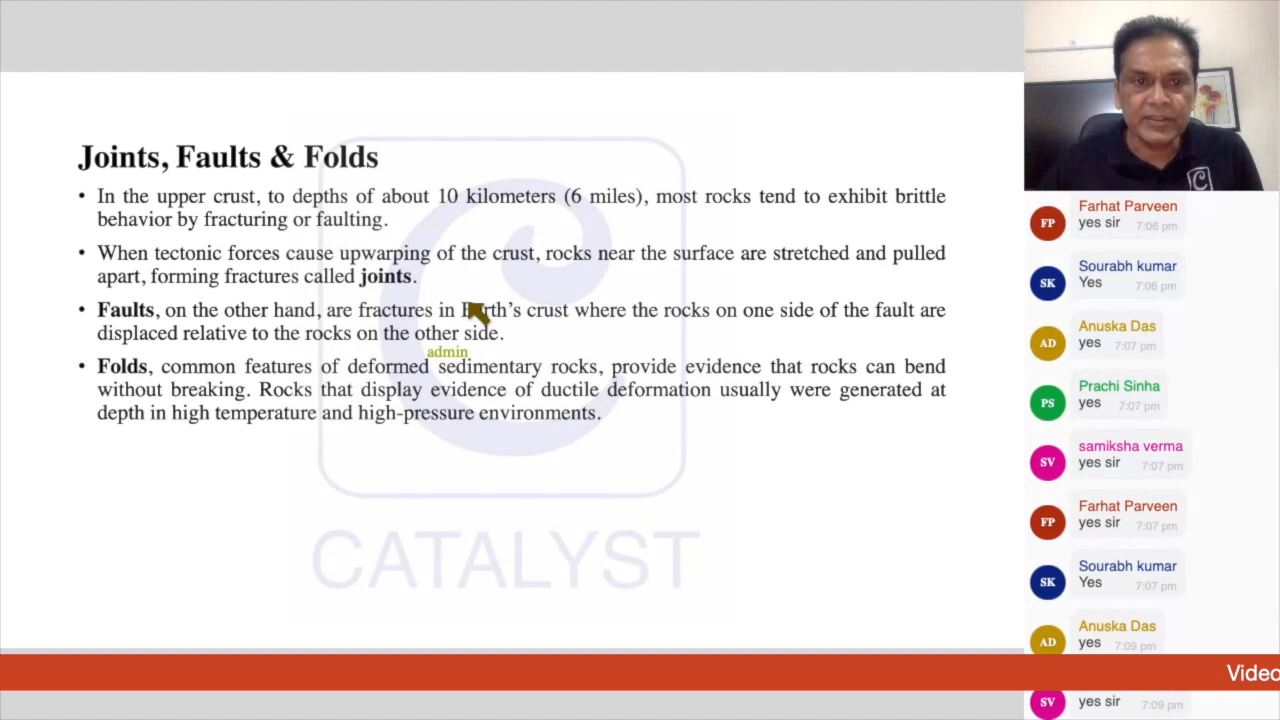 Joints, Faults & Folds
• In the upper crust, to depths of about 10 kilometers (6 miles), most rocks tend to exhibit brittle
behavior by fracturing or faulting.
• When tectonic forces cause upwarping of the crust, rocks near the surface are stretched and pulled
apart, forming fractures called joints.
• Faults, on the other hand, are fractures in Earth's crust where the rocks on one side of the fault are
displaced relative to the rocks on the other side.
admin
• Folds, common features of deformed sedimentary rocks, provide evidence that rocks can bend
without breaking. Rocks that display evidence of ductile deformation usually were generated at
depth in high temperature and high-pressure environments.
C
CATALYST
FP
Farhat Parveen
yes sir 7:06 pm
SK
Sourabh kumar
Yes 7:06 pm
AD
Anuska Das
yes 7:07 pm
PS
Prachi Sinha
yes 7:07 pm
SV
samiksha verma
yes sir 7:07 pm
FP
Farhat Parveen
yes sir 7:07 pm
SK
Sourabh kumar
Yes 7:07 pm
AD
Anuska Das
yes 7:09 pm
Video
SV
yes sir 7:09 pm